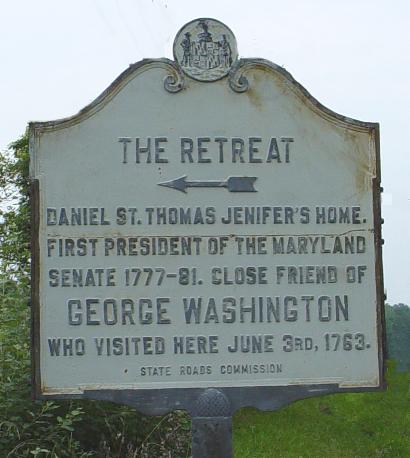 THE RETREAT
DANIEL ST. THOMAS JENIFER'S HOME.
FIRST PRESIDENT OF THE MARYLAND
SENATE 1777-81. CLOSE FRIEND OF
GEORGE WASHINGTON
WHO VISITED HERE JUNE 3RD, 1763.
STATE ROADS COMMISSION